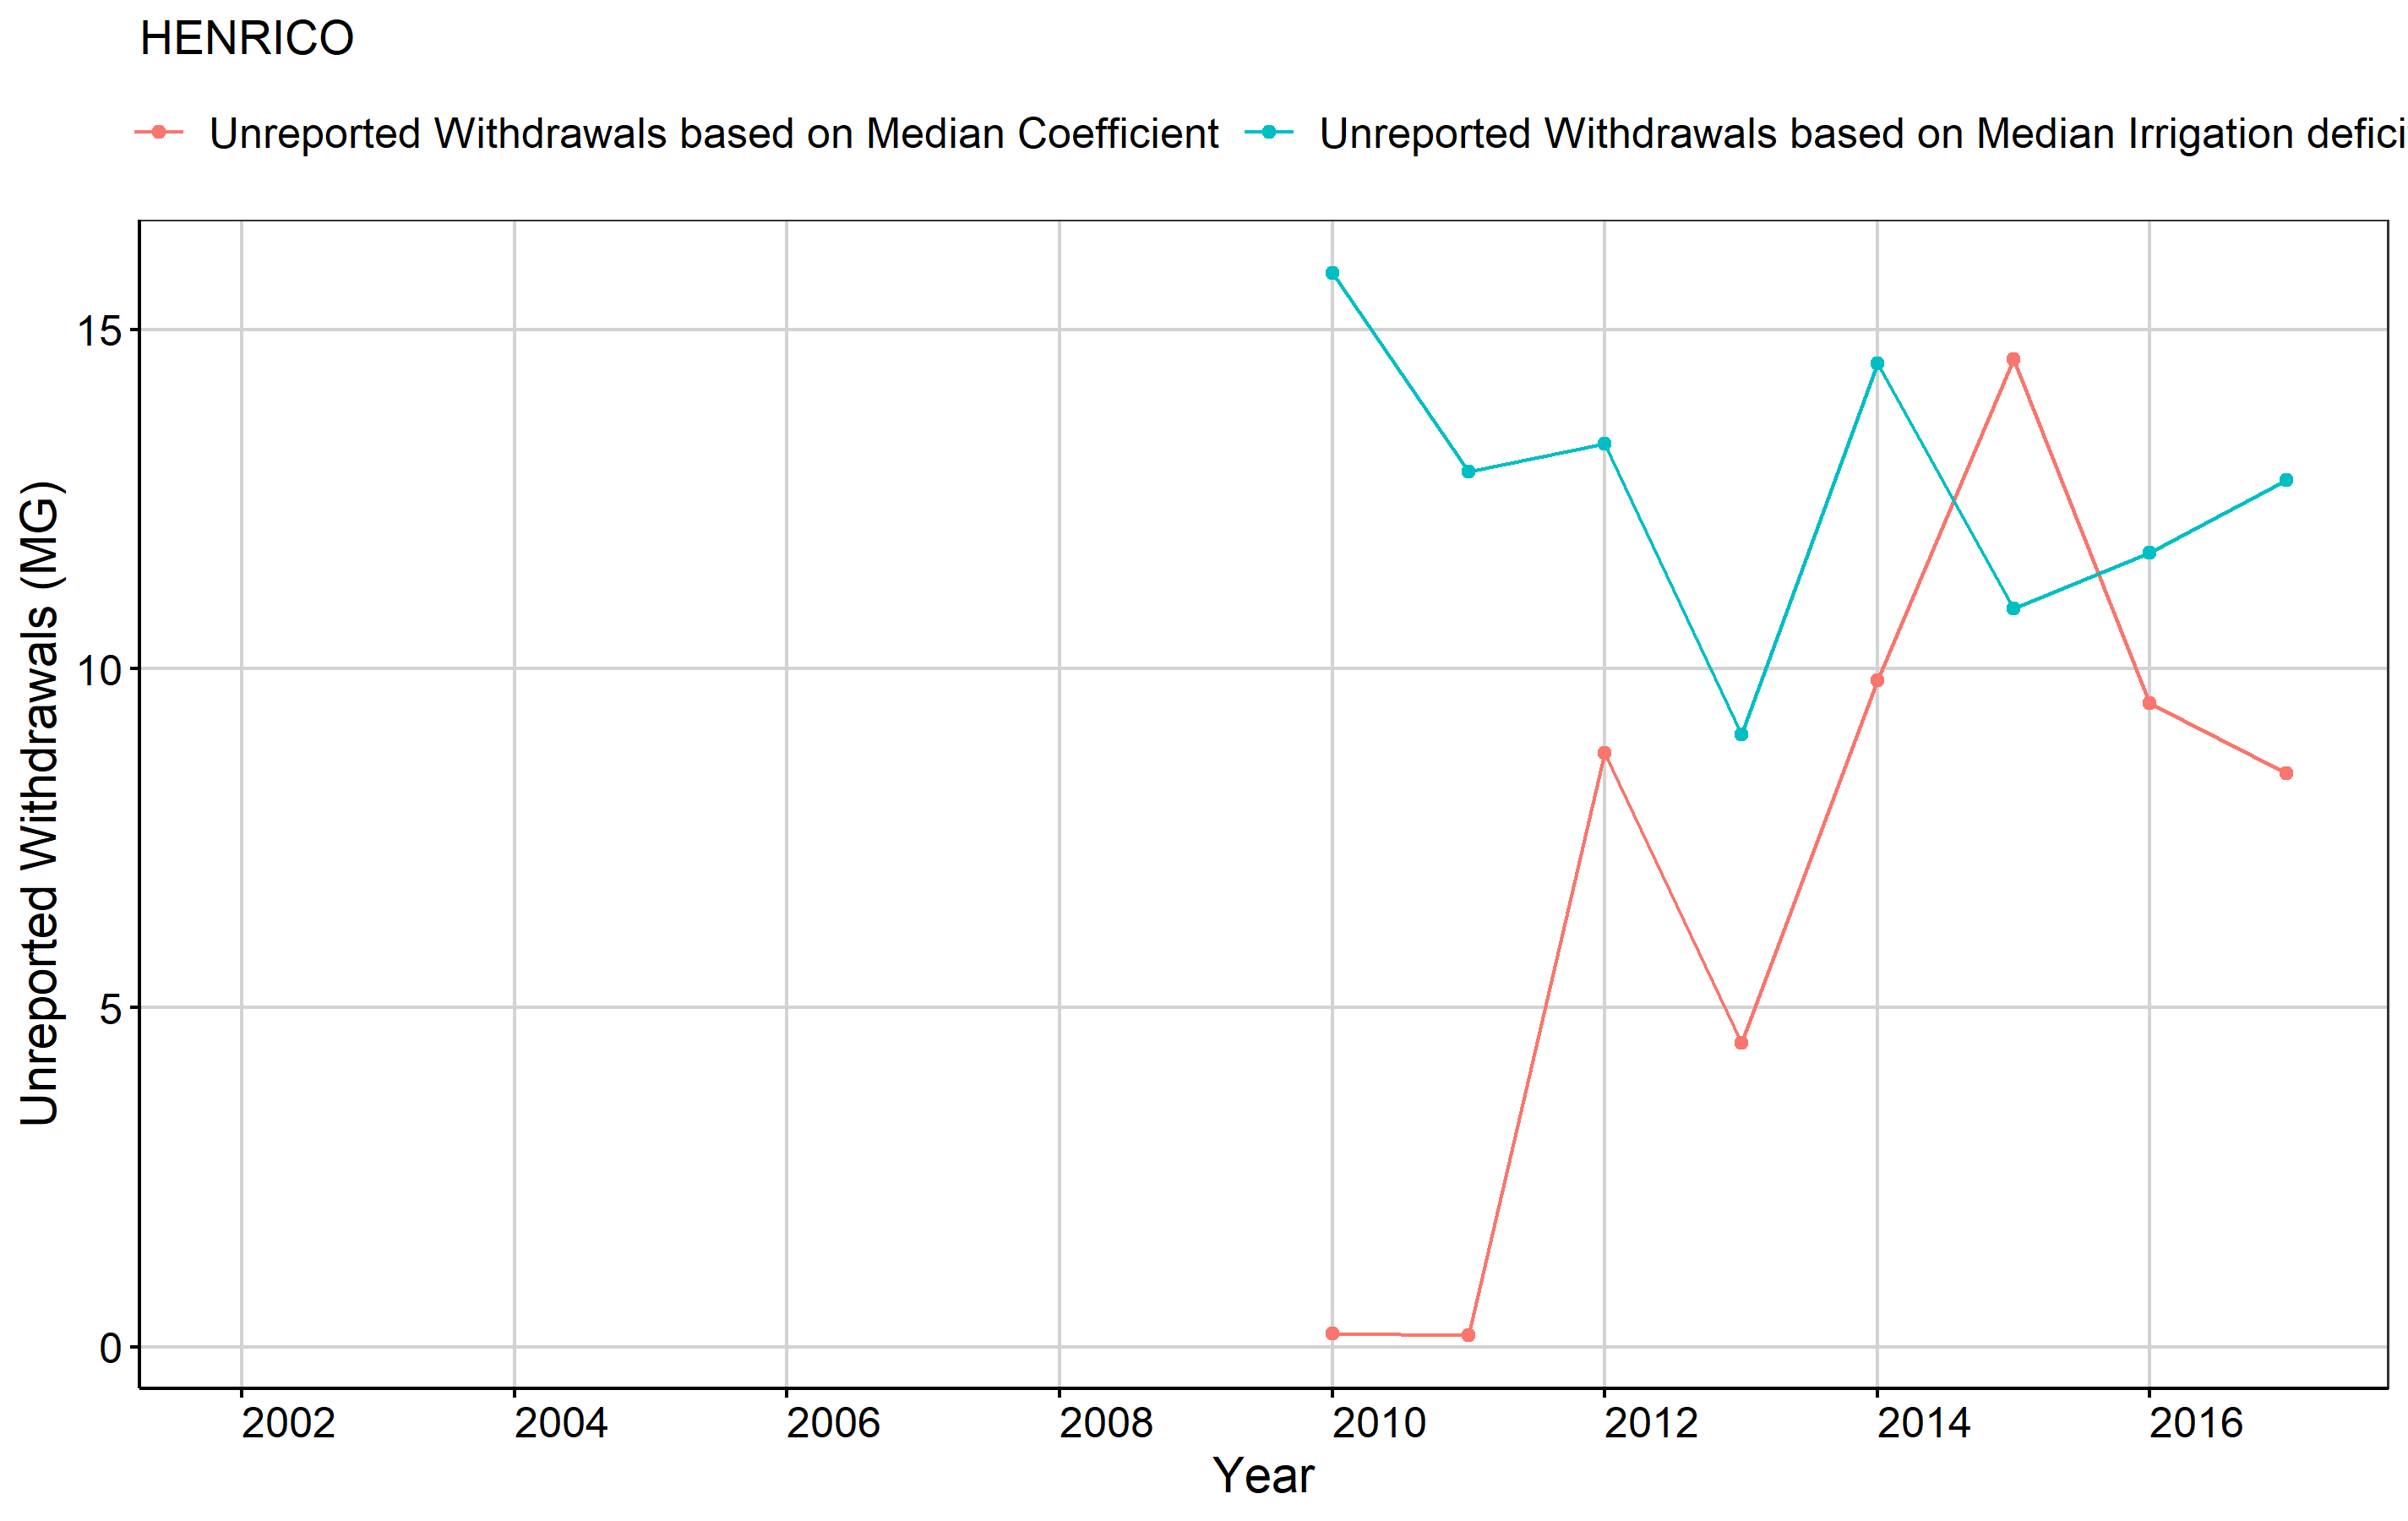 HENRICO
Unreported Withdrawals based on Median Coefficient Unreported Withdrawals based on Median Irrigation defici
15
10
5
0
Unreported Withdrawals (MG)
2002 2004 2006 2008 2010 2012 2014 2016
Year